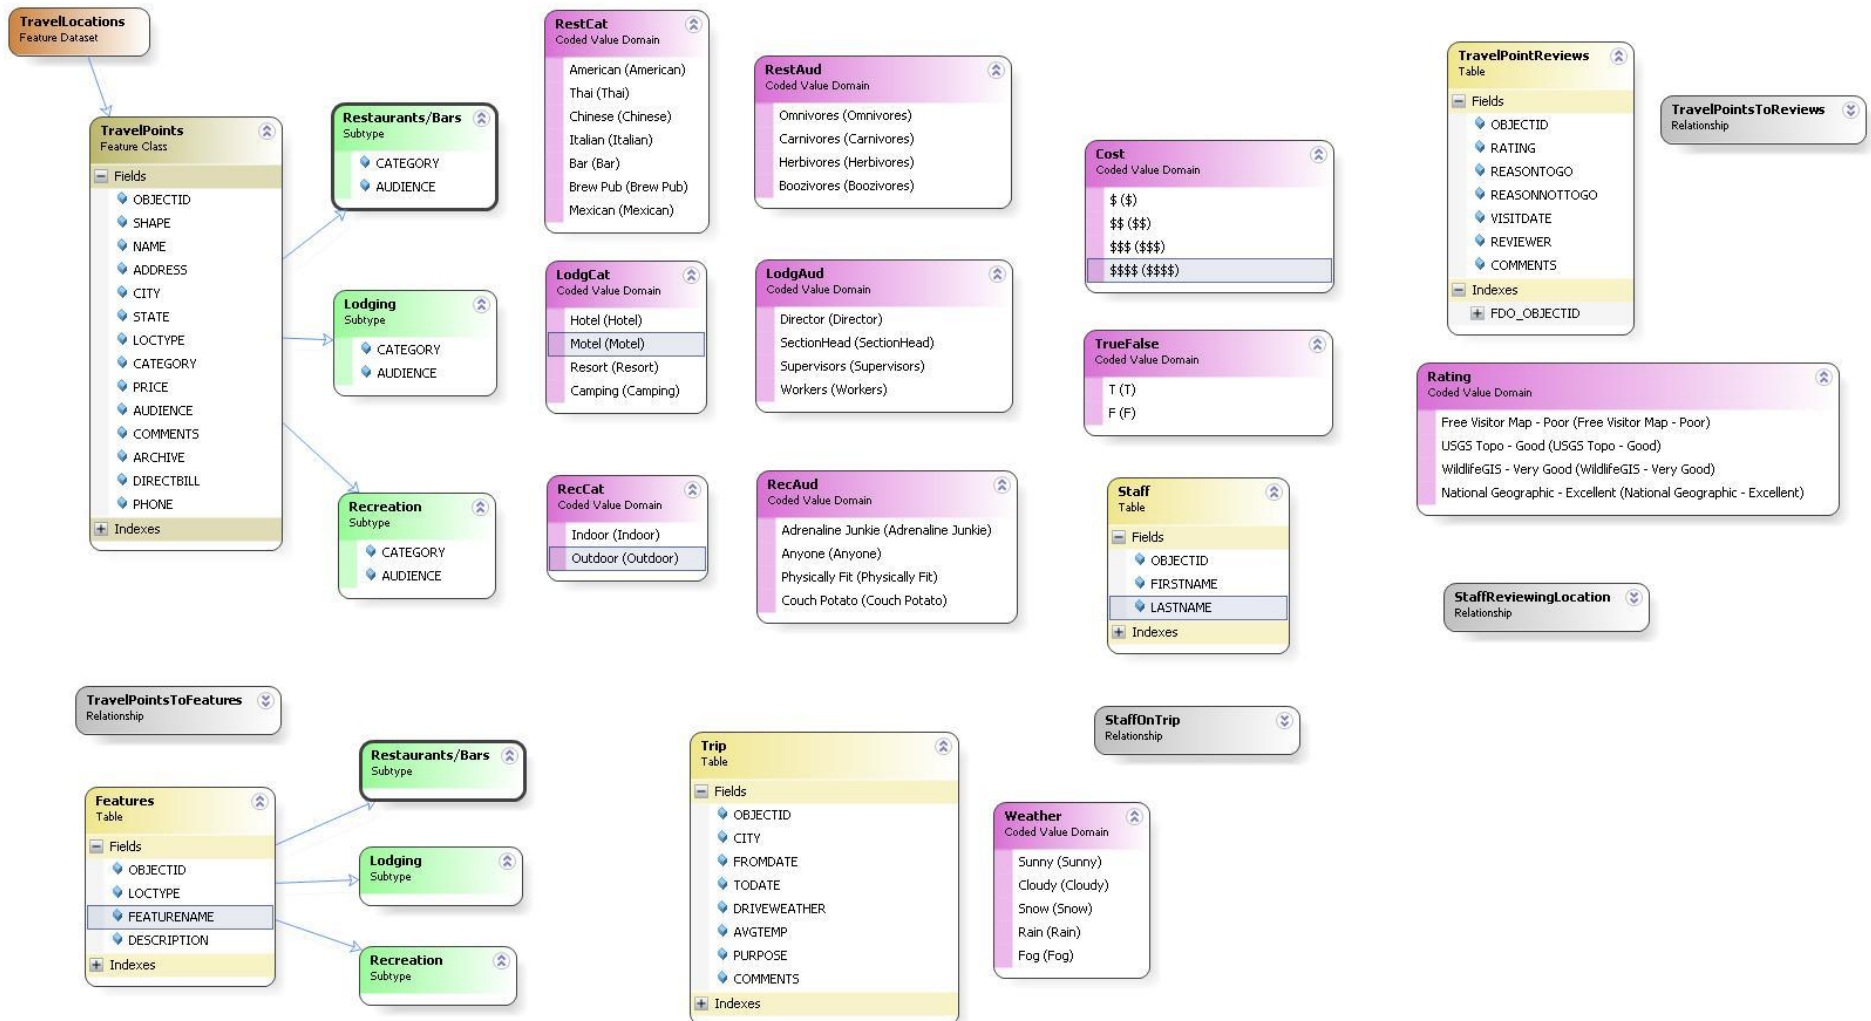 TravelLocations
Feature Dataset
TravelPoints
Feature Class
Fields
OBJECTID
SHAPE
NAME
ADDRESS
CITY
STATE
LOCTYPE
CATEGORY
PRICE
AUDIENCE
COMMENTS
ARCHIVE
DIRECTBILL
PHONE
Indexes
Restaurants/Bars
Subtype
CATEGORY
AUDIENCE
Lodging
Subtype
CATEGORY
AUDIENCE
Recreation
Subtype
CATEGORY
AUDIENCE
RestCat
Coded Value Domain
American (American)
Thai (Thai)
Chinese (Chinese)
Italian (Italian)
Bar (Bar)
Brew Pub (Brew Pub)
Mexican (Mexican)
LodgCat
Coded Value Domain
Hotel (Hotel)
Motel (Motel)
Resort (Resort)
Camping (Camping)
RecCat
Coded Value Domain
Indoor (Indoor)
Outdoor (Outdoor)
RestAud
Coded Value Domain
Omnivores (Omnivores)
Carnivores (Carnivores)
Herbivores (Herbivores)
Boozivores (Boozivores)
LodgAud
Coded Value Domain
Director (Director)
SectionHead (SectionHead)
Supervisors (Supervisors)
Workers (Workers)
RecAud
Coded Value Domain
Adrenaline Junkie (Adrenaline Junkie)
Anyone (Anyone)
Physically Fit (Physically Fit)
Couch Potato (Couch Potato)
Cost
Coded Value Domain
$ ($)
$$ ($$)
$$$ ($$$)
$$$$ ($$$$)
TrueFalse
Coded Value Domain
T (T)
F (F)
Staff
Table
Fields
OBJECTID
FIRSTNAME
LASTNAME
Indexes
TravelPointReviews
Table
Fields
OBJECTID
RATING
REASONTOGO
REASONNOTTOGO
VISITDATE
REVIEWER
COMMENTS
Indexes
FDO_OBJECTID
TravelPointsToReviews
Relationship
Rating
Coded Value Domain
Free Visitor Map - Poor (Free Visitor Map - Poor)
USGS Topo - Good (USGS Topo - Good)
WildlifeGIS - Very Good (WildlifeGIS - Very Good)
National Geographic - Excellent (National Geographic - Excellent)
StaffReviewingLocation
Relationship
TravelPointsToFeatures
Relationship
Features
Table
Fields
OBJECTID
LOCTYPE
FEATURENAME
DESCRIPTION
Indexes
Restaurants/Bars
Subtype
Lodging
Subtype
Recreation
Subtype
Trip
Table
Fields
OBJECTID
CITY
FROMDATE
TODATE
DRIVEWEATHER
AVGTEMP
PURPOSE
COMMENTS
Indexes
StaffOnTrip
Relationship
Weather
Coded Value Domain
Sunny (Sunny)
Cloudy (Cloudy)
Snow (Snow)
Rain (Rain)
Fog (Fog)